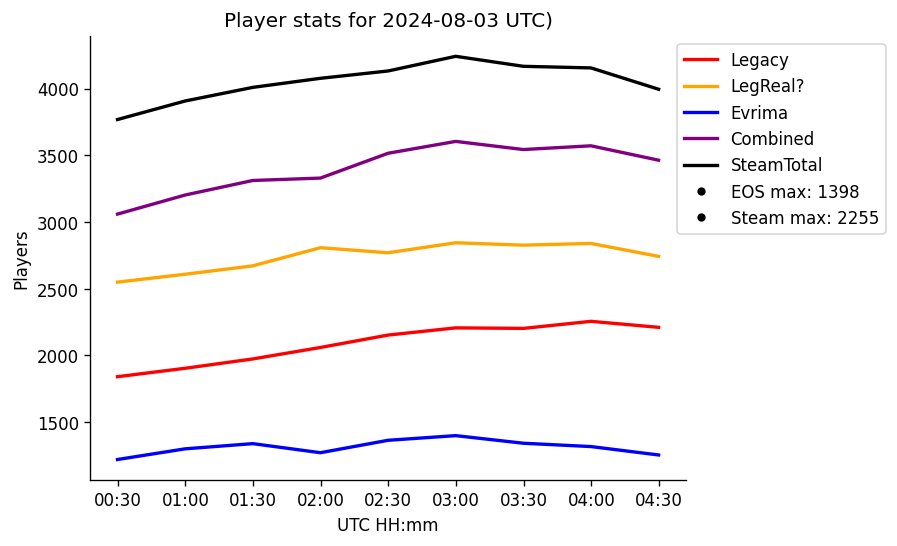 Player stats for 2024-08-03 UTC)
Players
4000
3500
3000
2500
2000
1500
00:30 01:00 01:30 02:00 02:30 03:00 03:30 04:00 04:30
UTC HH:mm
Legacy
LegReal?
Evrima
Combined
SteamTotal
EOS max: 1398
Steam max: 2255